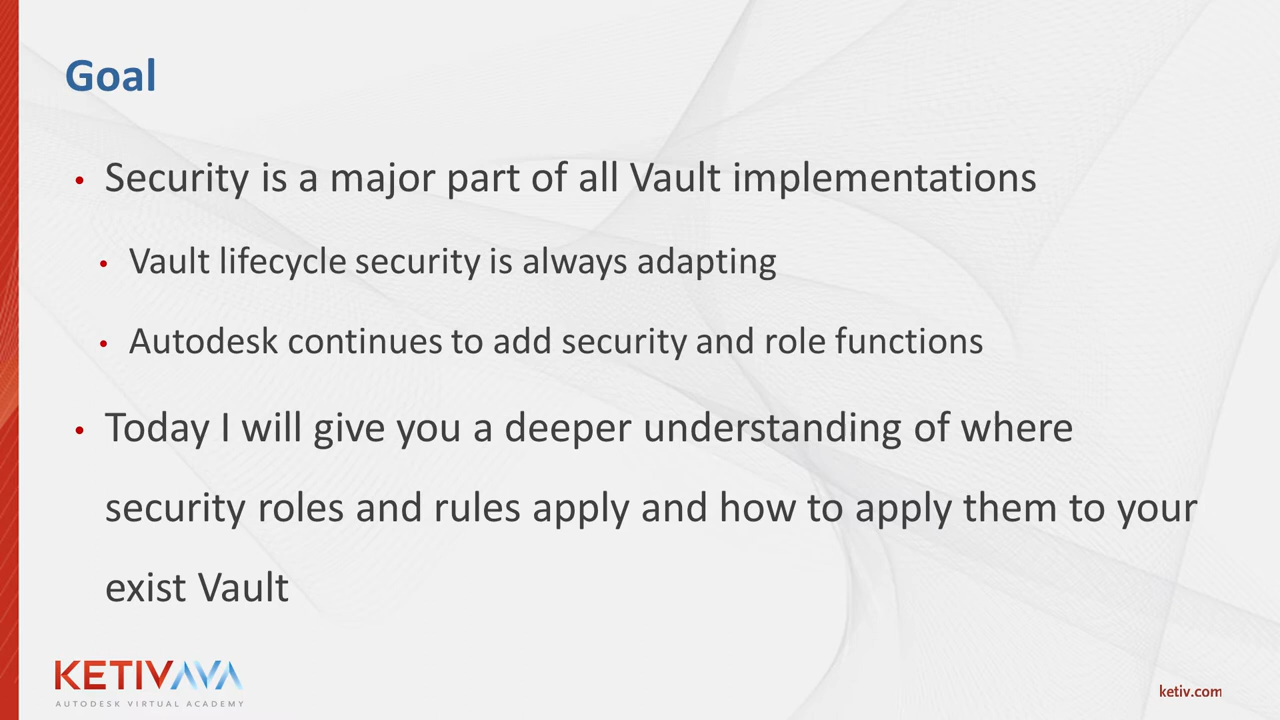 Goal
• Security is a major part of all Vault implementations
• Vault lifecycle security is always adapting
• Autodesk continues to add security and role functions
• Today I will give you a deeper understanding of where
security roles and rules apply and how to apply them to your
exist Vault
KETIVAVA
AUTODESK VIRTUAL ACADEMY
ketiv.com